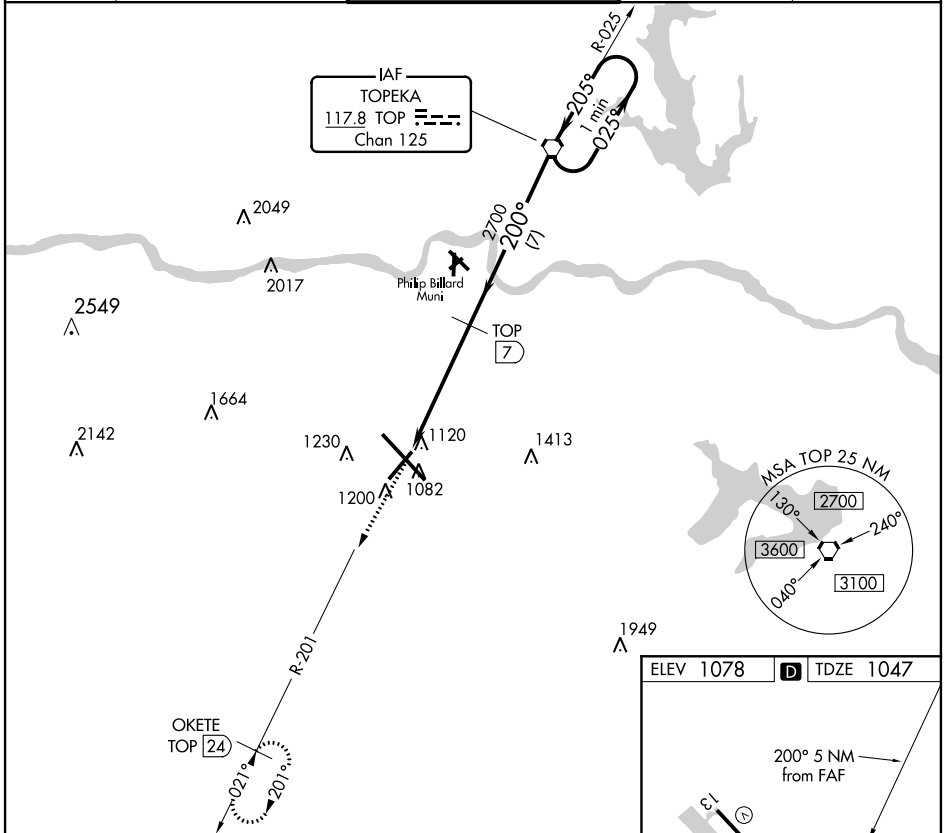 R-025
IAF
TOPEKA
117.8 TOP
Chan 125
205°
1 min
025°
2700
200°
(7)
2049
2017
Philip Billard
Muni
2549
TOP
7
1664
2142
1230
1120
1413
1082
1200
MSA TOP 25 NM
130°
2700
240°
3600
040°
3100
R-201
1949
OKETE
TOP 24
021°
201°
ELEV 1078 D TDZE 1047
200° 5 NM
from FAF
13
V